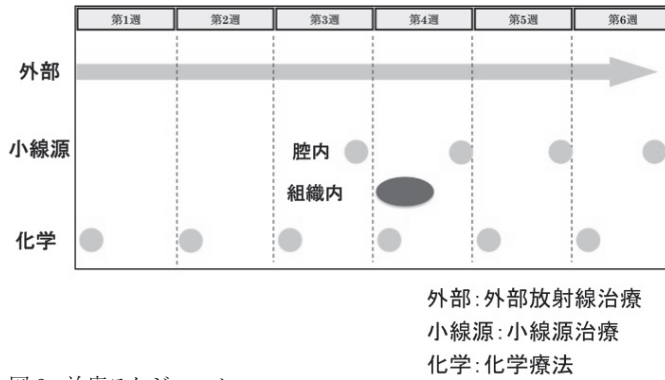 第1週 第2週 第3週 第4週 第5週 第6週
外部
小線源 腔内
組織内
化学
外部:外部放射線治療
小線源:小線源治療
化学:化学療法